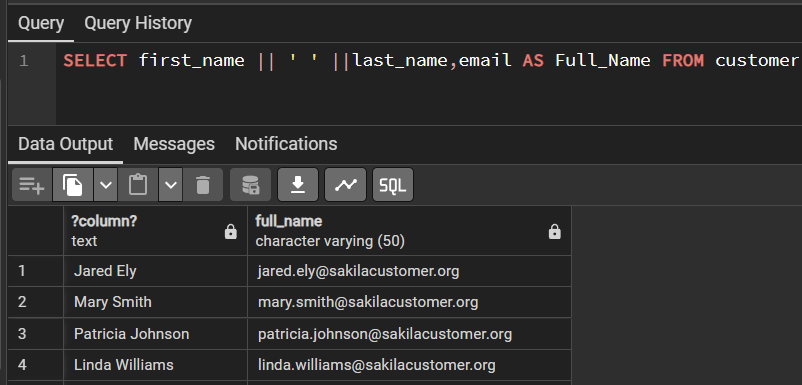 Query Query History
1 SELECT first_name || ' ' ||last_name,email AS Full_Name FROM customer
Data Output Messages Notifications
SQL
?column? full_name
text character varying (50)
1 Jared Ely jared.ely@sakilacustomer.org
2 Mary Smith mary.smith@sakilacustomer.org
3 Patricia Johnson patricia.johnson@sakilacustomer.org
4 Linda Williams linda.williams@sakilacustomer.org